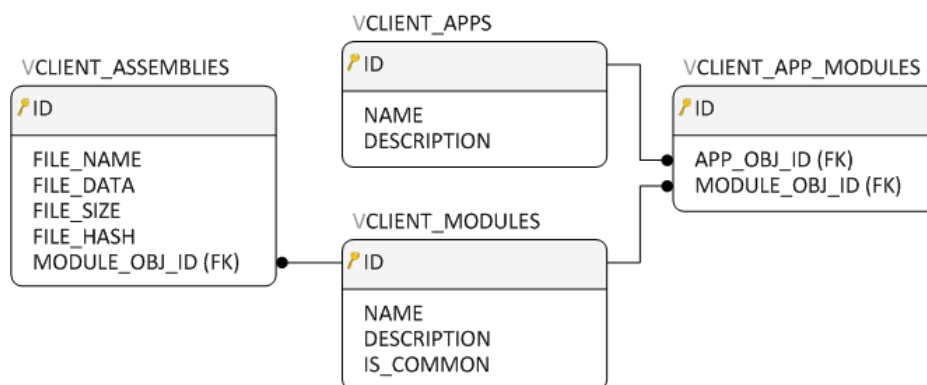 VCLIENT_ASSEMBLIES
ID
FILE_NAME
FILE_DATA
FILE_SIZE
FILE_HASH
MODULE_OBJ_ID (FK)
VCLIENT_APPS
ID
NAME
DESCRIPTION
VCLIENT_MODULES
ID
NAME
DESCRIPTION
IS_COMMON
VCLIENT_APP_MODULES
ID
APP_OBJ_ID (FK)
MODULE_OBJ_ID (FK)